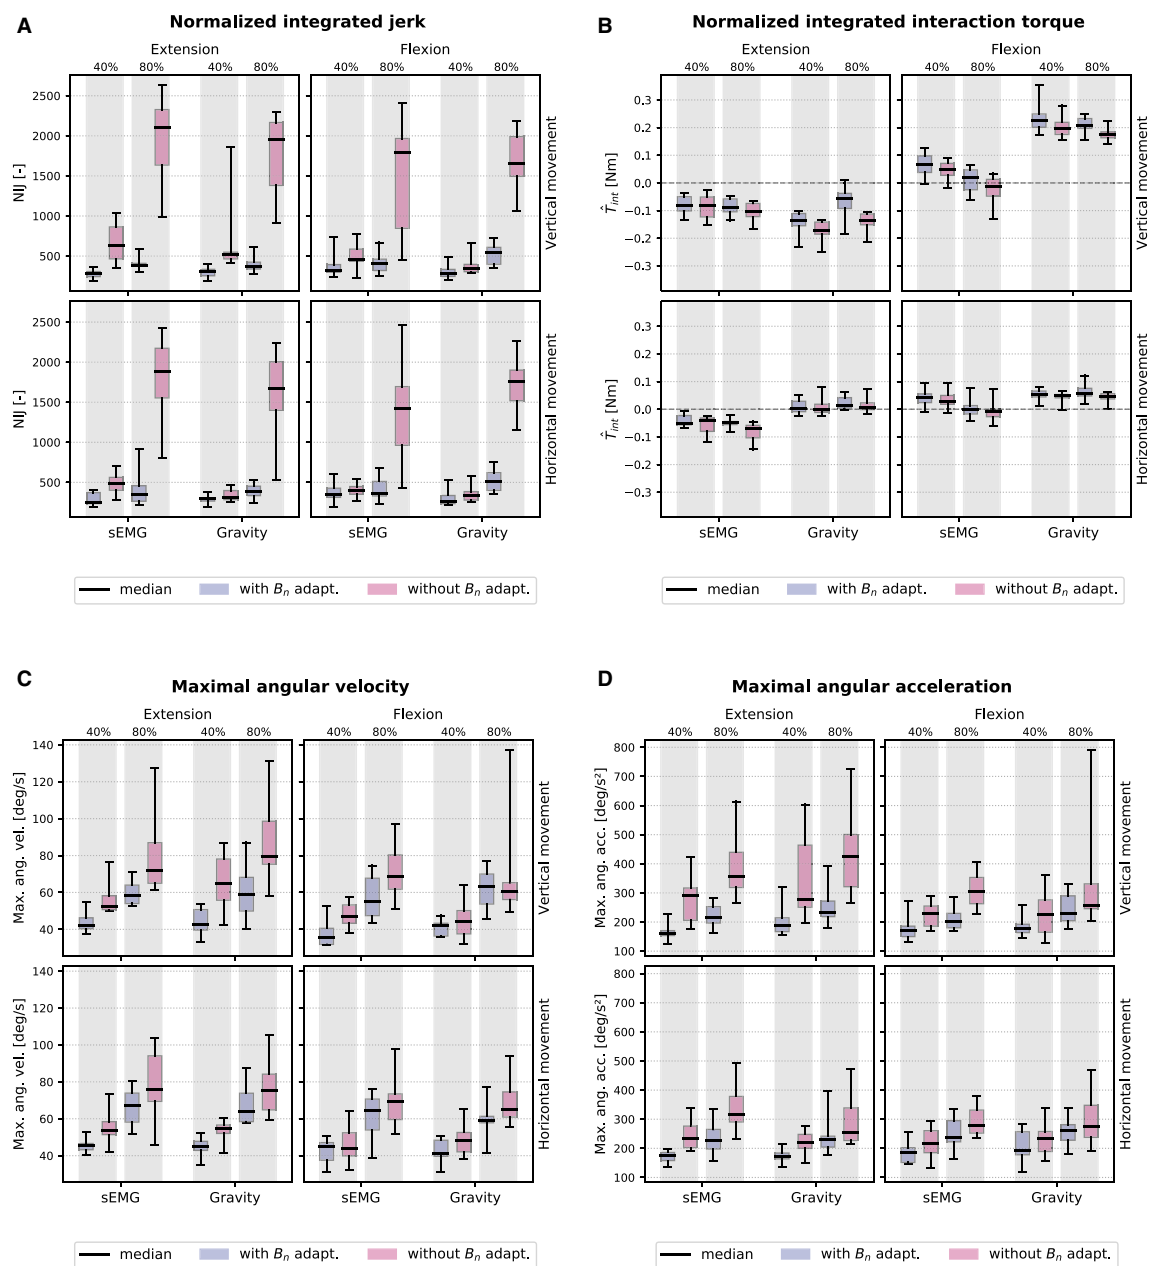 A
Normalized integrated jerk
Extension
Flexion
40% 80% 40% 80% 40% 80% 40% 80%
NIJ [-]
2500
2000
1500
1000
500
Vertical movement
NIJ [-]
2500
2000
1500
1000
500
Horizontal movement
sEMG Gravity sEMG Gravity
median with Bn adapt. without Bn adapt.
B
Normalized integrated interaction torque
Extension
Flexion
40% 80% 40% 80% 40% 80% 40% 80%
T̂int [Nm]
0.3
0.2
0.1
0.0
−0.1
−0.2
−0.3
Vertical movement
T̂int [Nm]
0.3
0.2
0.1
0.0
−0.1
−0.2
−0.3
Horizontal movement
sEMG Gravity sEMG Gravity
median with Bn adapt. without Bn adapt.
C
Maximal angular velocity
Extension
Flexion
40% 80% 40% 80% 40% 80% 40% 80%
Max. ang. vel. [deg/s]
140
120
100
80
60
40
Vertical movement
Max. ang. vel. [deg/s]
140
120
100
80
60
40
Horizontal movement
sEMG Gravity sEMG Gravity
median with Bn adapt. without Bn adapt.
D
Maximal angular acceleration
Extension
Flexion
40% 80% 40% 80% 40% 80% 40% 80%
Max. ang. acc. [deg/s²]
800
700
600
500
400
300
200
100
Vertical movement
Max. ang. acc. [deg/s²]
800
700
600
500
400
300
200
100
Horizontal movement
sEMG Gravity sEMG Gravity
median with Bn adapt. without Bn adapt.